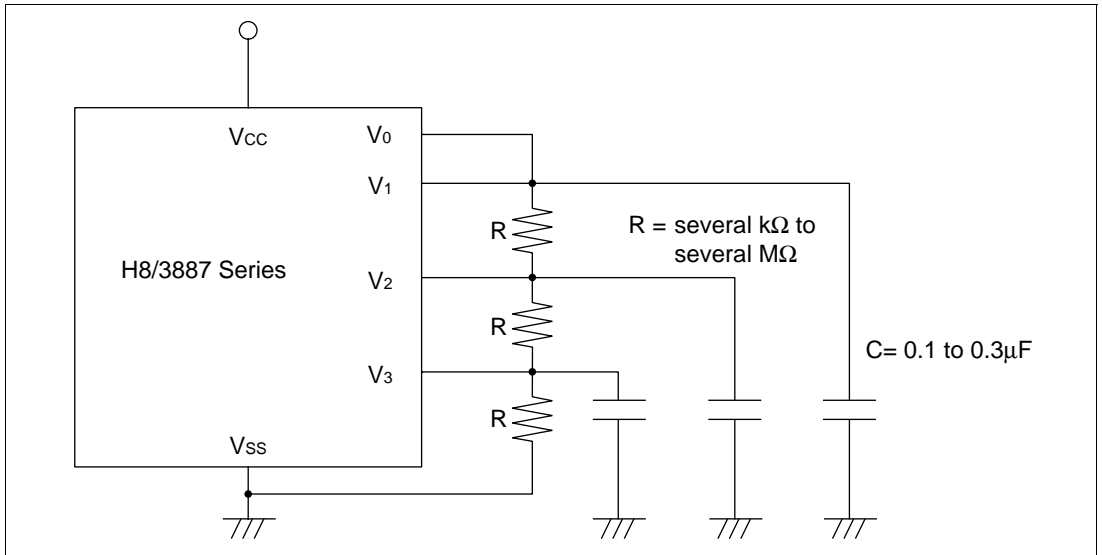 VCC
V0
V1
R
R = several kΩ to
several MΩ
H8/3887 Series
V2
R
C= 0.1 to 0.3μF
V3
R
VSS